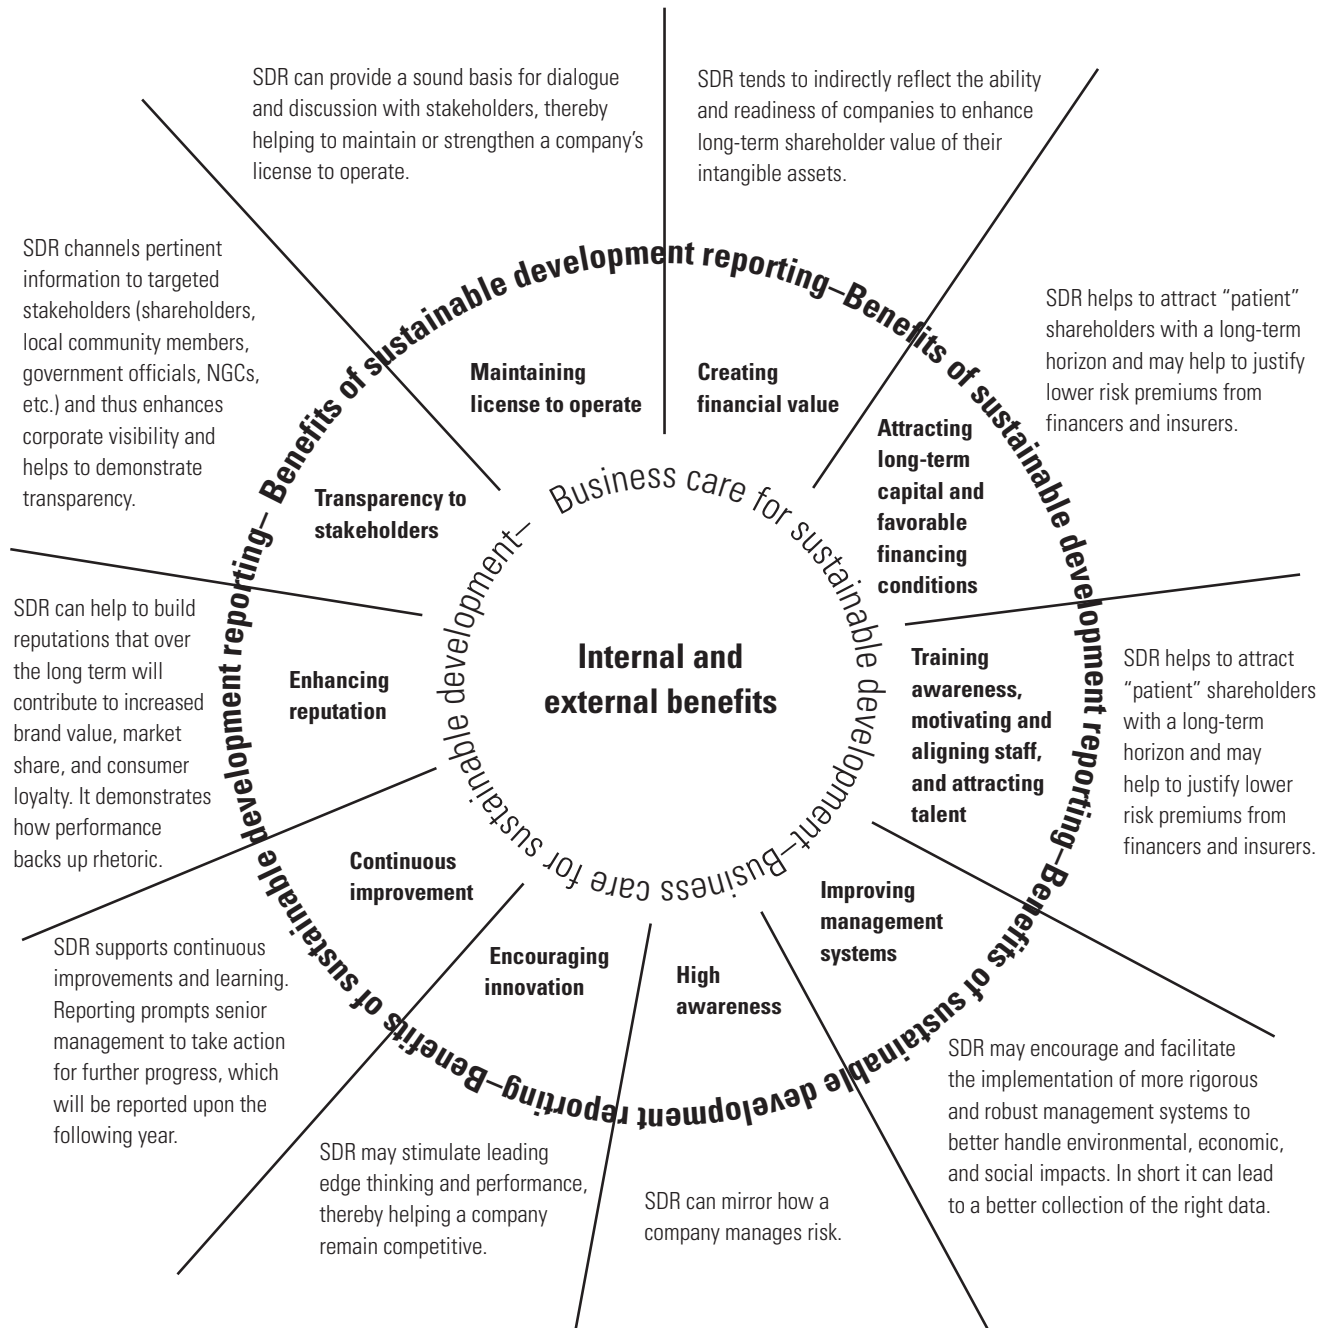 SDR can provide a sound basis for dialogue
and discussion with stakeholders, thereby
helping to maintain or strengthen a company's
license to operate.
SDR tends to indirectly reflect the ability
and readiness of companies to enhance
long-term shareholder value of their
intangible assets.
SDR channels pertinent
information to targeted
stakeholders (shareholders,
local community members,
government officials, NGCs,
etc.) and thus enhances
corporate visibility and
helps to demonstrate
transparency.
SDR helps to attract “patient”
shareholders with a long-term
horizon and may help to justify
lower risk premiums from
financers and insurers.
Benefits of sustainable development reporting–Benefits of sustainable development reporting–Benefits of sustainable development reporting–Benefits of sustainable development reporting–
Maintaining
license to operate
Creating
financial value
Attracting
long-term
capital and
favorable
financing
conditions
Transparency to
stakeholders
Business care for sustainable development–Business care for sustainable development–
Internal and
external benefits
SDR can help to build
reputations that over
the long term will
contribute to increased
brand value, market
share, and consumer
loyalty. It demonstrates
how performance
backs up rhetoric.
Enhancing
reputation
Training
awareness,
motivating and
aligning staff,
and attracting
talent
SDR helps to attract
“patient” shareholders
with a long-term
horizon and may
help to justify lower
risk premiums from
financers and insurers.
Continuous
improvement
Encouraging
innovation
High
awareness
Improving
management
systems
SDR supports continuous
improvements and learning.
Reporting prompts senior
management to take action
for further progress, which
will be reported upon the
following year.
SDR may stimulate leading
edge thinking and performance,
thereby helping a company
remain competitive.
SDR can mirror how a
company manages risk.
SDR may encourage and facilitate
the implementation of more rigorous
and robust management systems to
better handle environmental, economic,
and social impacts. In short it can lead
to a better collection of the right data.